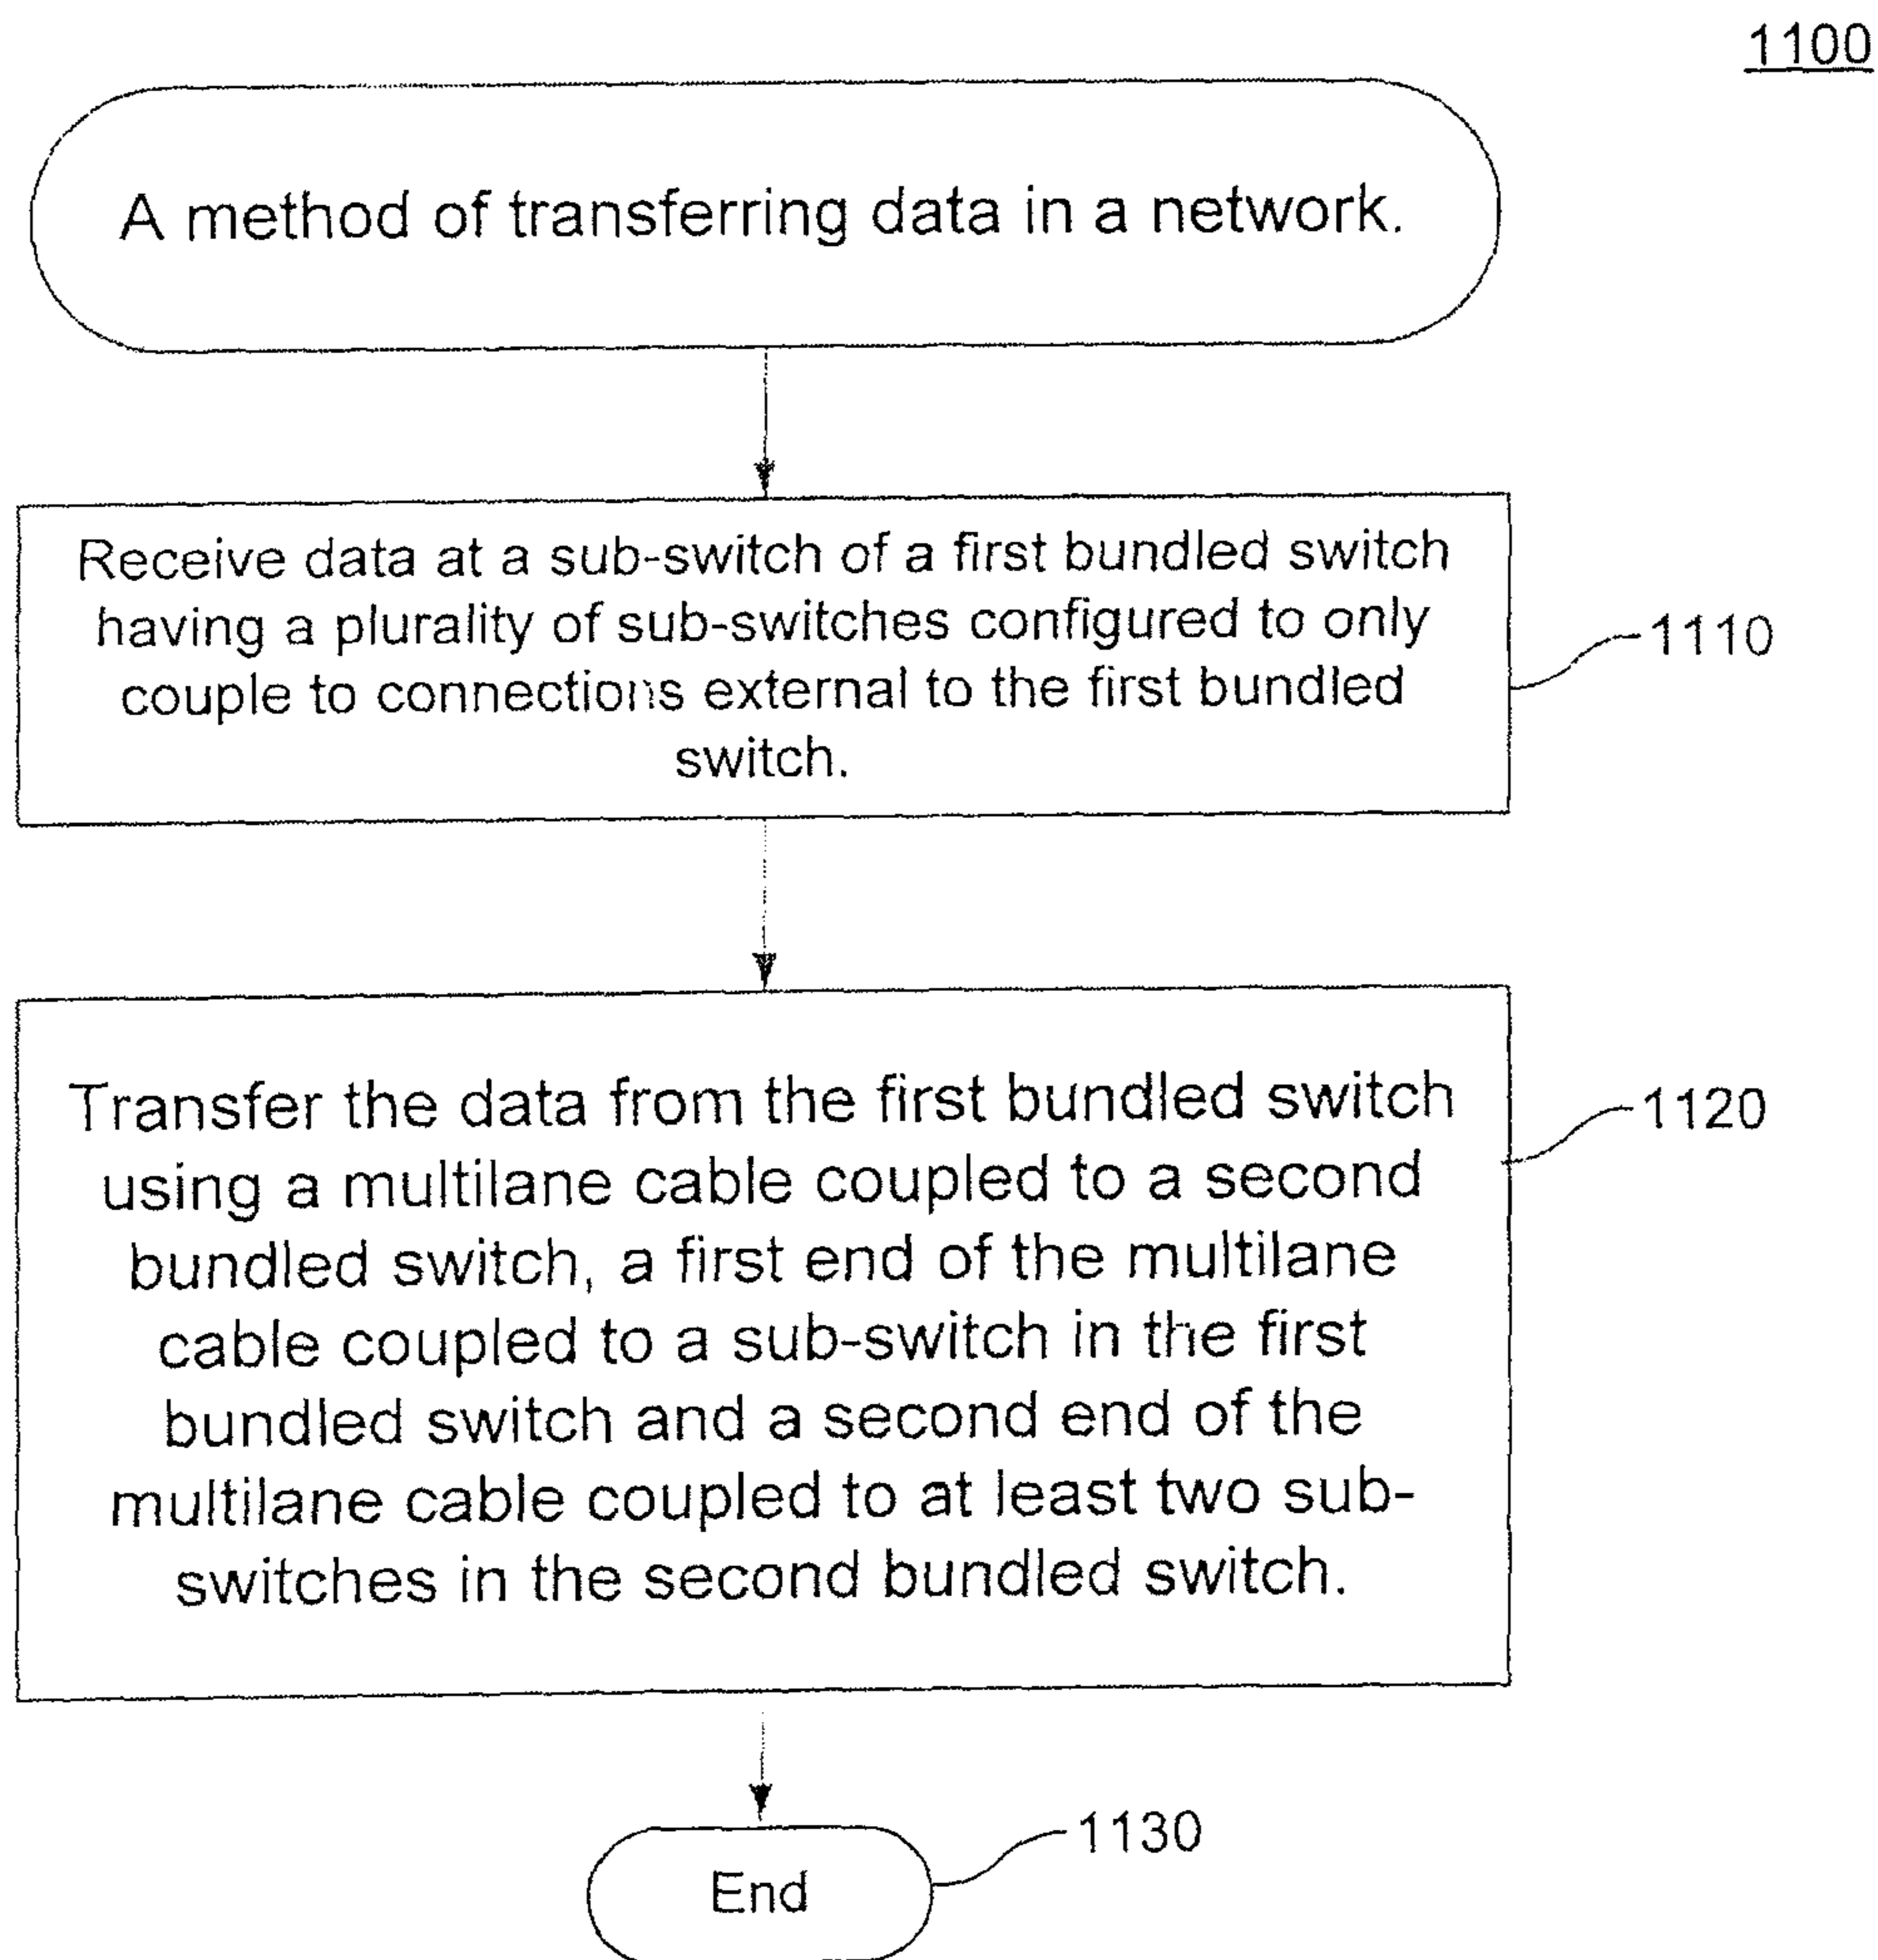 1100
A method of transferring data in a network.
Receive data at a sub-switch of a first bundled switch
having a plurality of sub-switches configured to only
couple to connections external to the first bundled
switch.
1110
Transfer the data from the first bundled switch
using a multilane cable coupled to a second
bundled switch, a first end of the multilane
cable coupled to a sub-switch in the first
bundled switch and a second end of the
multilane cable coupled to at least two sub-
switches in the second bundled switch.
1120
End
1130